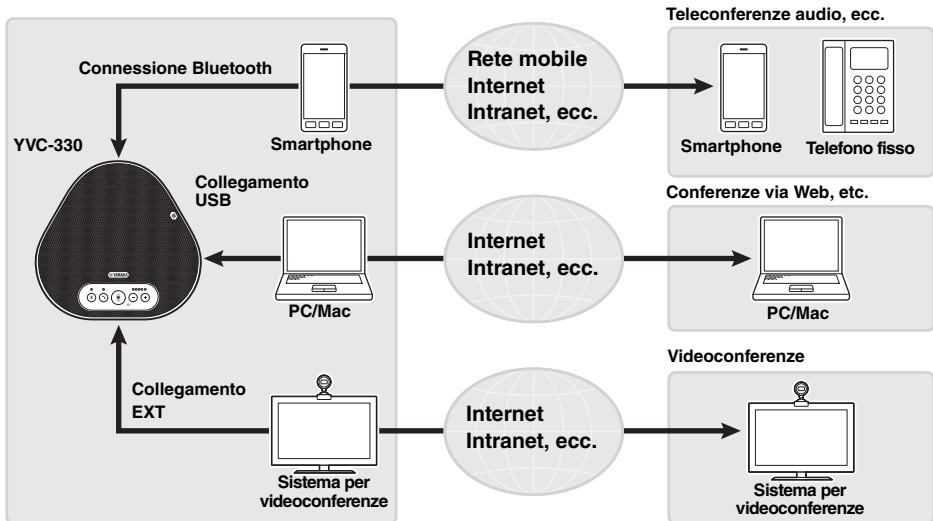 Teleconferenze audio, ecc.
Connessione Bluetooth
Rete mobile
Internet
Intranet, ecc.
YVC-330
Smartphone
Smartphone
Telefono fisso
Collegamento
USB
Conferenze via Web, etc.
Internet
Intranet, ecc.
YAMAHA
PC/Mac
PC/Mac
Videoconferenze
Collegamento
EXT
Internet
Intranet, ecc.
Sistema per
videoconferenze
Sistema per
videoconferenze